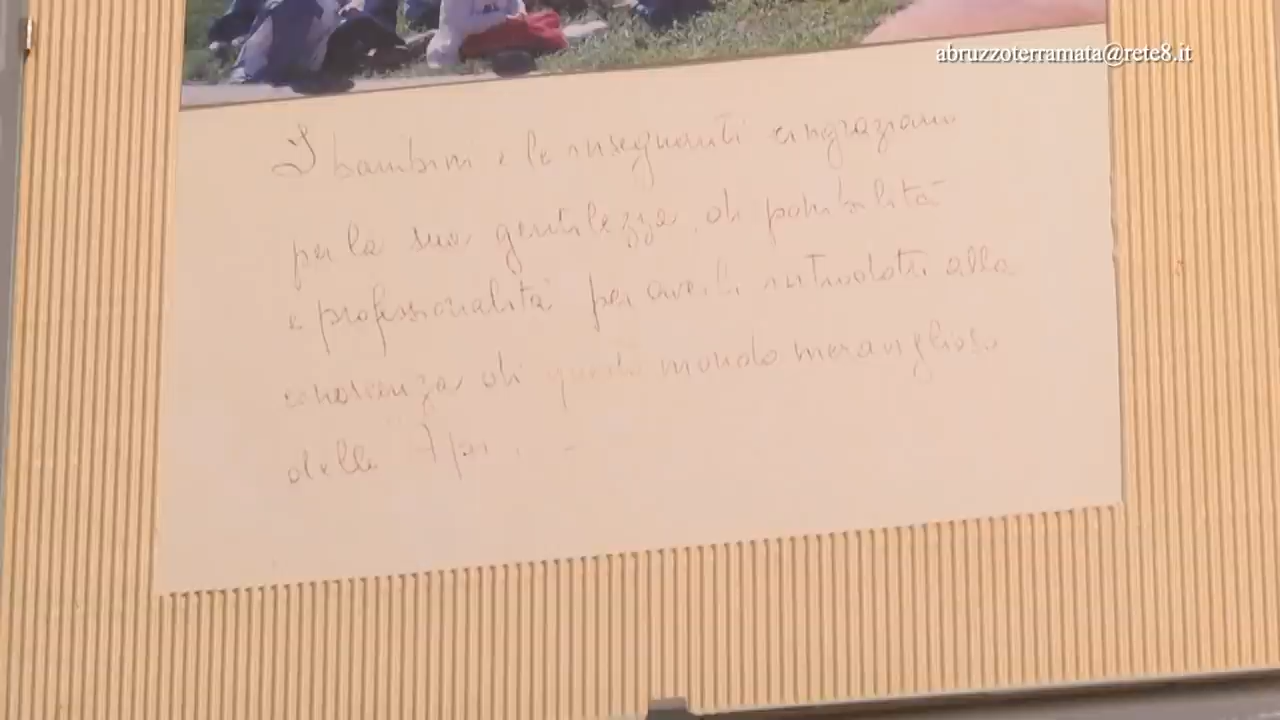 abruzzoterramata@rete8.it
I bambini e le insegnanti ringraziano
per la sua gentilezza, disponibilità
e professionalità per averli introdotti alla
conoscenza di questo mondo meraviglioso
delle Api . . -